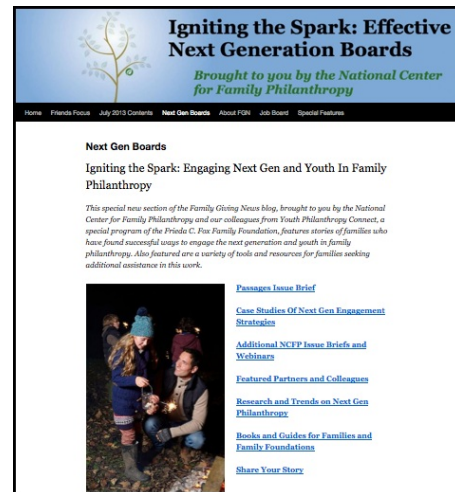 Igniting the Spark: Effective
Next Generation Boards
Brought to you by the National Center
for Family Philanthropy
Home Friends Focus July 2013 Contents Next Gen Boards About FGN Job Board Special Features
Next Gen Boards
Igniting the Spark: Engaging Next Gen and Youth In Family
Philanthropy
This special new section of the Family Giving News blog, brought to you by the National
Center for Family Philanthropy and our colleagues from Youth Philanthropy Connect, a
special program of the Frieda C. Fox Family Foundation, features stories of families who
have found successful ways to engage the next generation and youth in family
philanthropy. Also featured are a variety of tools and resources for families seeking
additional assistance in this work.
Passages Issue Brief
Case Studies Of Next Gen Engagement
Strategies
Additional NCFP Issue Briefs and
Webinars
Featured Partners and Colleagues
Research and Trends on Next Gen
Philanthropy
Books and Guides for Families and
Family Foundations
Share Your Story